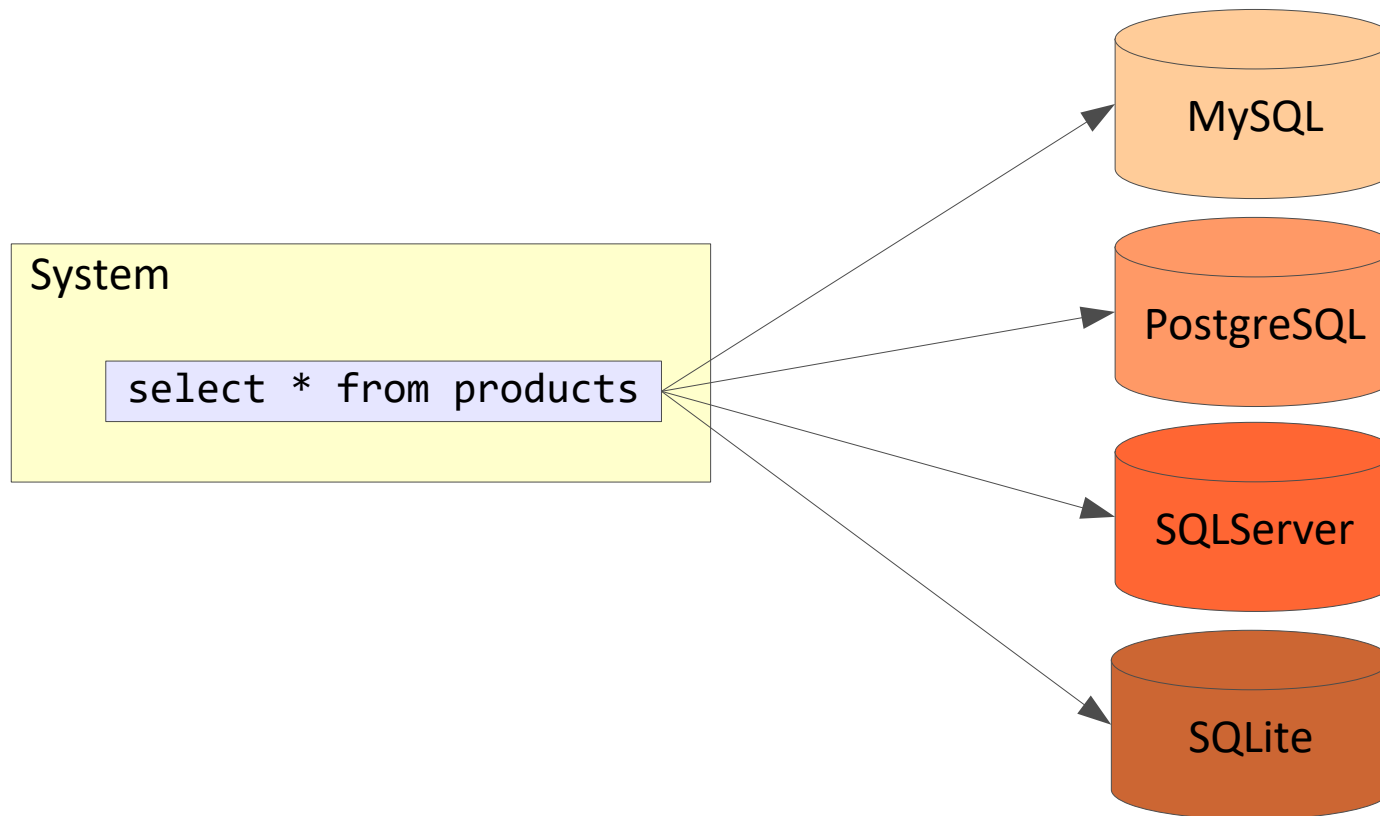 System
select * from products
MySQL
PostgreSQL
SQLServer
SQLite